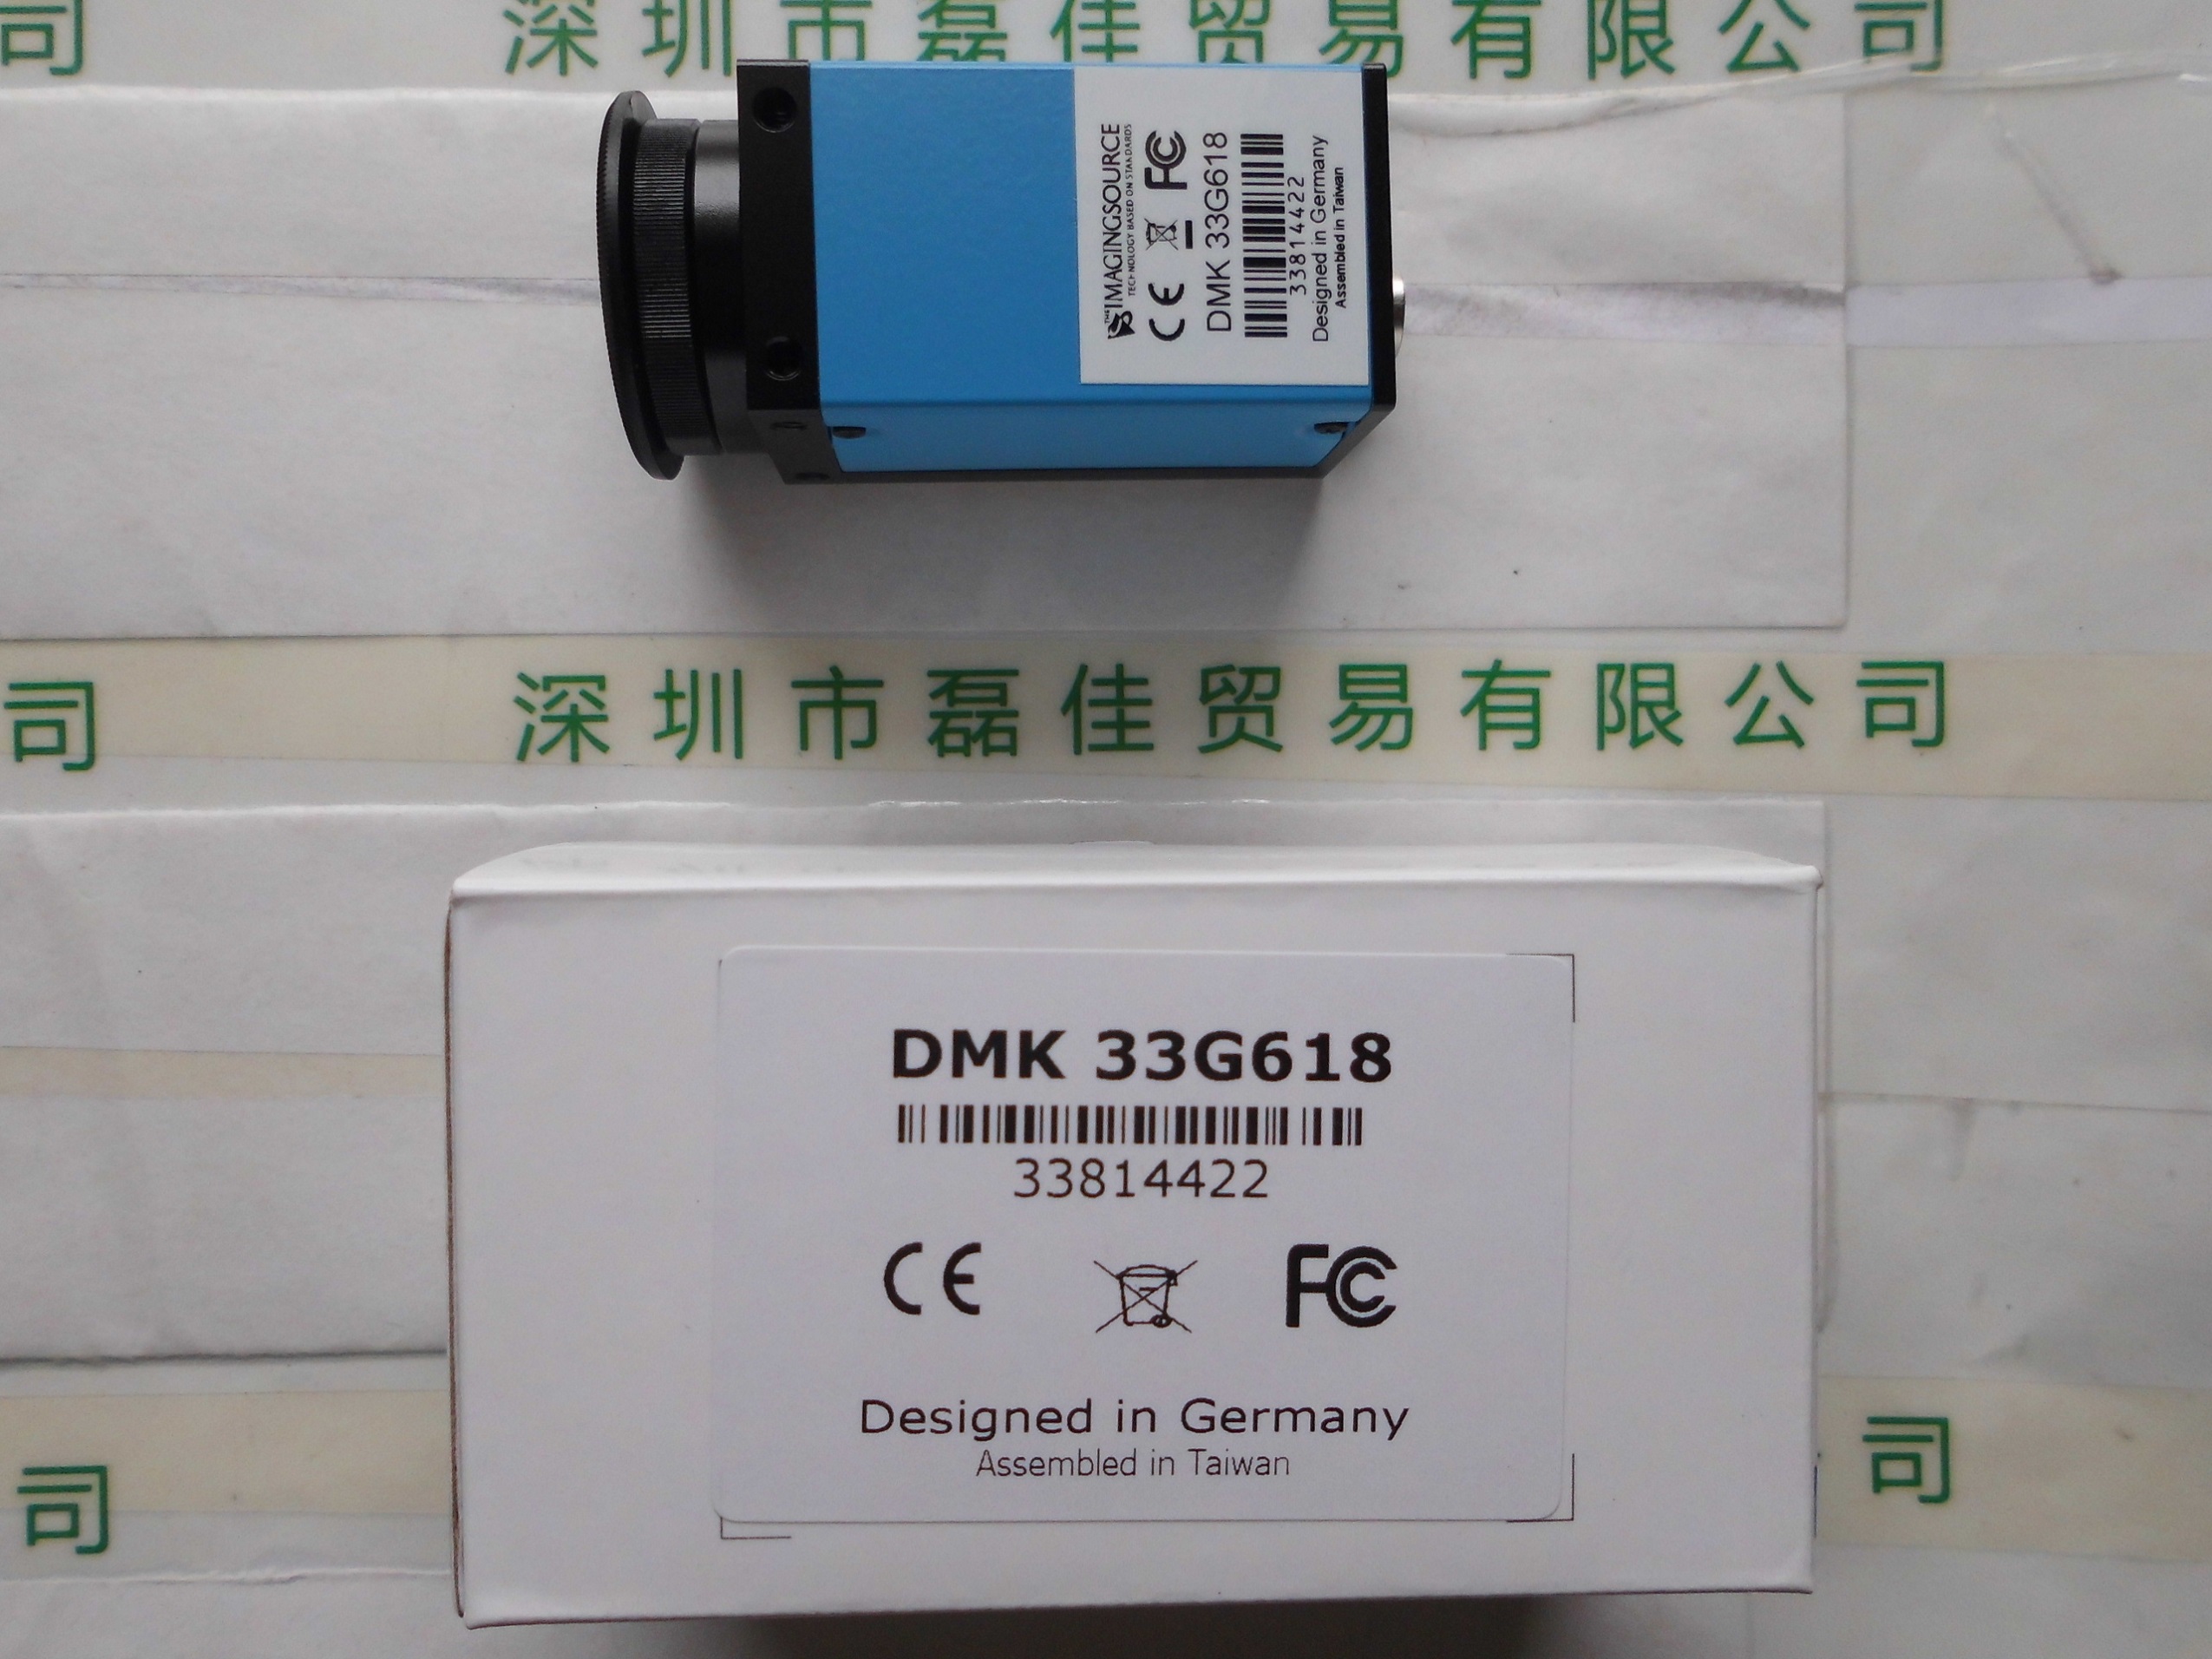 司 深圳市磊佳贸易有限公司
THE IMAGINGSOURCE
TECHNOLOGY BASED ON STANDARDS
CE FC
DMK 33G618
33814422
Designed in Germany
Assembled in Taiwan
司 深圳市磊佳贸易有限公司
DMK 33G618
33814422
CE FC
Designed in Germany
Assembled in Taiwan
司 司